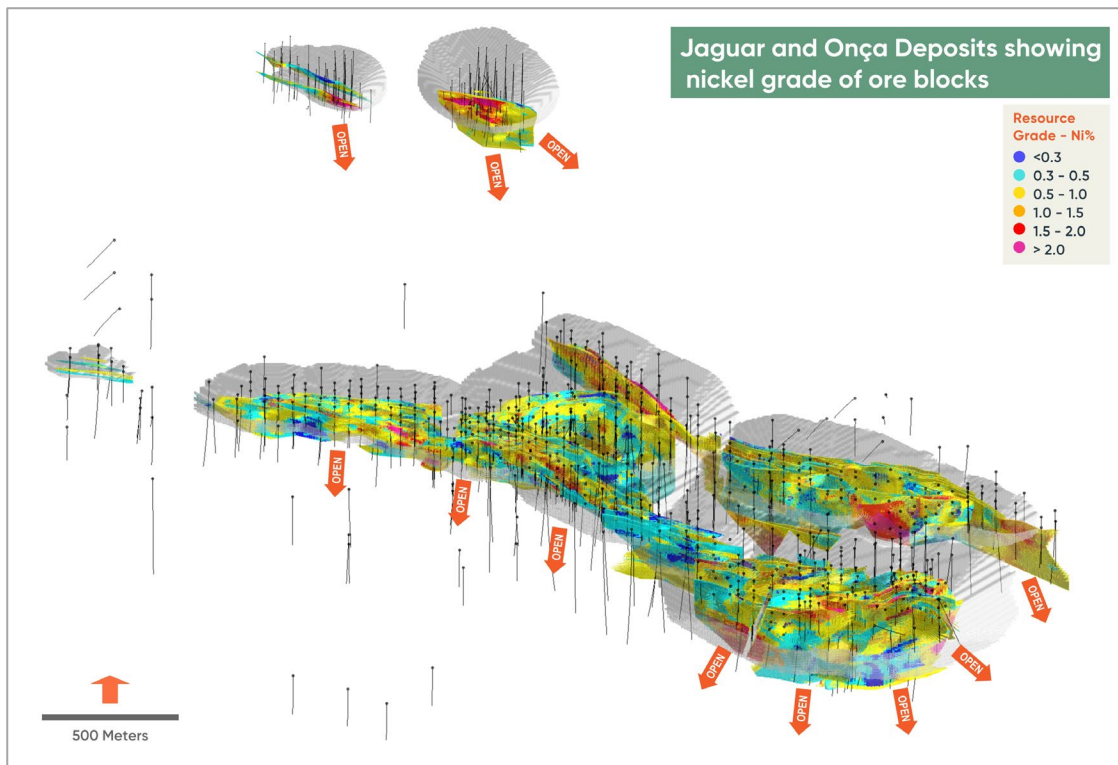 Jaguar and Onça Deposits showing
nickel grade of ore blocks
Resource
Grade - Ni%
<0.3
0.3 - 0.5
0.5 - 1.0
1.0 - 1.5
1.5 - 2.0
> 2.0
OPEN
OPEN
OPEN
OPEN
OPEN
OPEN
OPEN
OPEN
OPEN
OPEN
OPEN
500 Meters